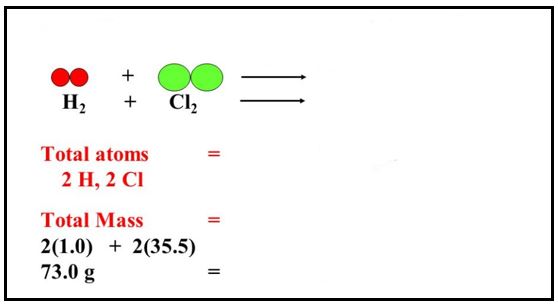 +
H₂ + Cl₂
Total atoms =
2 H, 2 Cl
Total Mass =
2(1.0) + 2(35.5)
73.0 g =